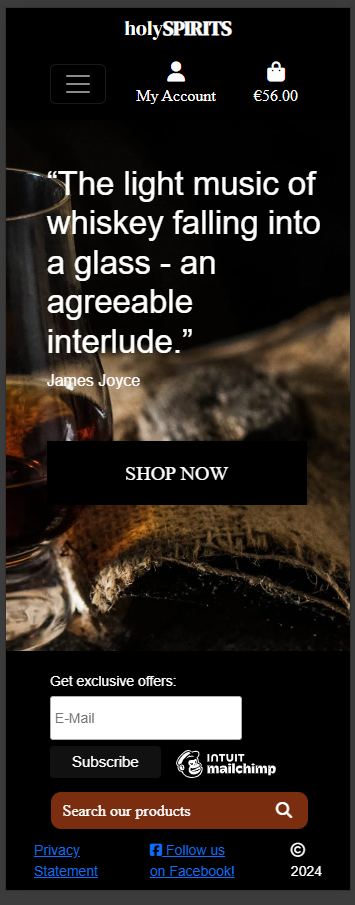 holySPIRITS
My Account
€56.00
“The light music of
whiskey falling into
a glass - an
agreeable
interlude.”
James Joyce
SHOP NOW
Get exclusive offers:
E-Mail
Subscribe
INTUIT
mailchimp
Search our products
Privacy
Statement
Follow us
on Facebook!
©
2024